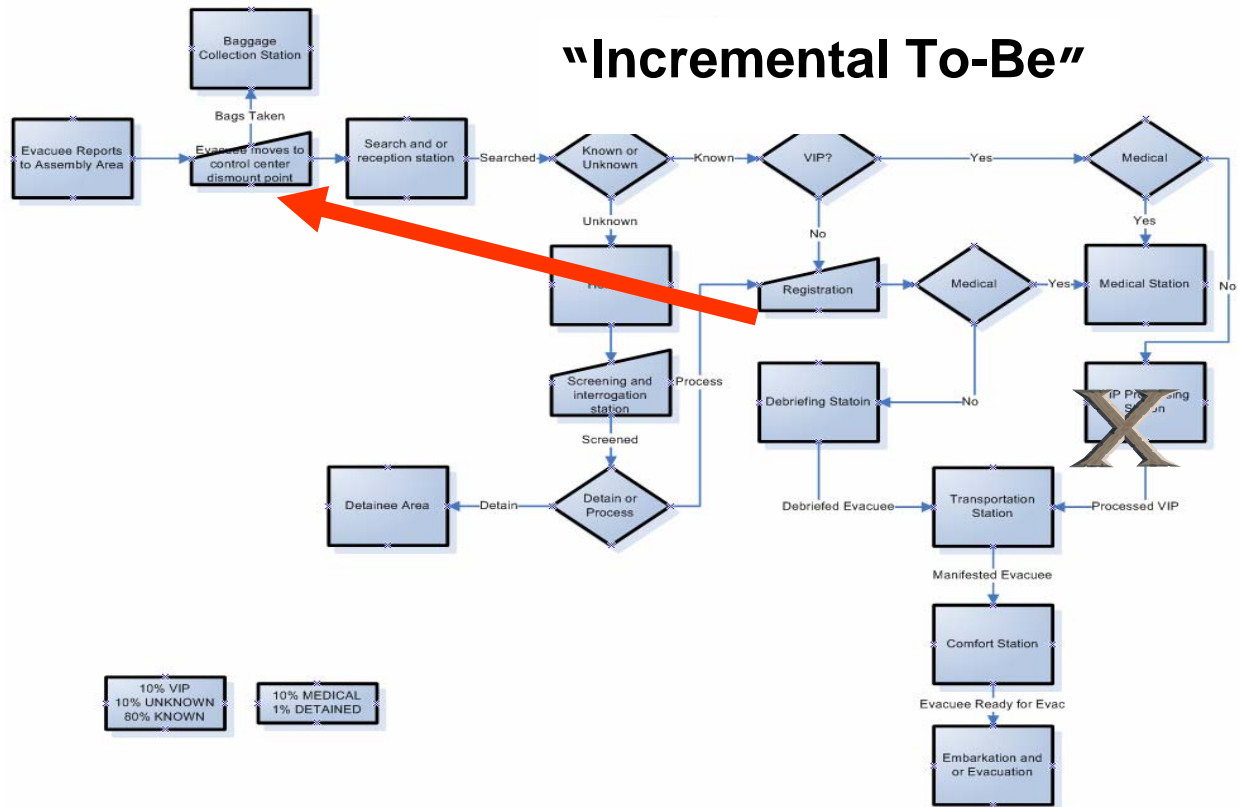 "Incremental To-Be"
Baggage
Collection Station
Bags Taken
Evacuee Reports
to Assembly Area
Evacuee moves to
control center
dismount point
Search and or
reception station
Searched
Known or
Unknown
Known
VIP?
Yes
Medical
Unknown
No
Yes
No
Registration
Medical
Yes
Medical Station
Screening and
interrogation
station
Process
Debriefing Statoin
No
Screened
Detainee Area
Detain
Detain or
Process
Debriefed Evacuee
Transportation
Station
Processed VIP
Manifested Evacuee
Comfort Station
Evacuee Ready for Evac
Embarkation and
or Evacuation
10% VIP
10% UNKNOWN
80% KNOWN
10% MEDICAL
1% DETAINED